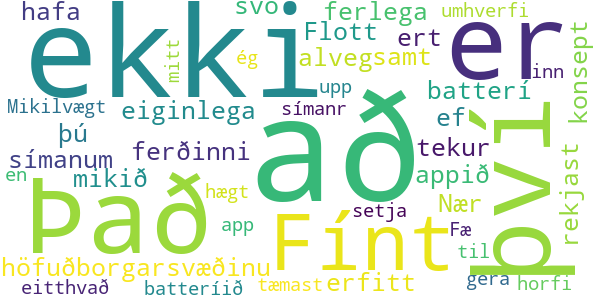 hafa
svo
ferlega
umhverfi
ekki
er
Flott
ert
mitt
ég
alveg
samt
inn
konsept
Mikilvægt
eiginlega
upp
batterí
því
að
símanr
ef
þú
símanum
ferðinni
tekur
rekjast
Það
mikið
appið
en
hægt
Fínt
setja
Nær
app
Fæ
til
höfuðborgarsvæðinu
erfitt
eitthvað
batteríið
tæmast
gera
horfi